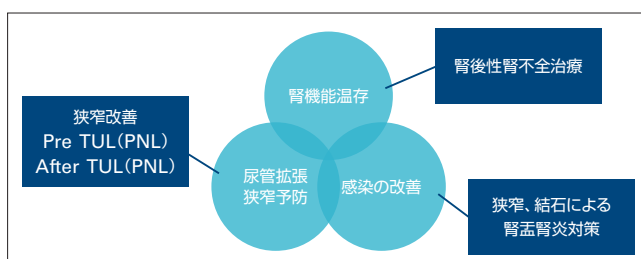 腎機能温存
腎後性腎不全治療
狭窄改善
Pre TUL(PNL)
After TUL(PNL)
尿管拡張
狭窄予防
感染の改善
狭窄、結石による
腎盂腎炎対策